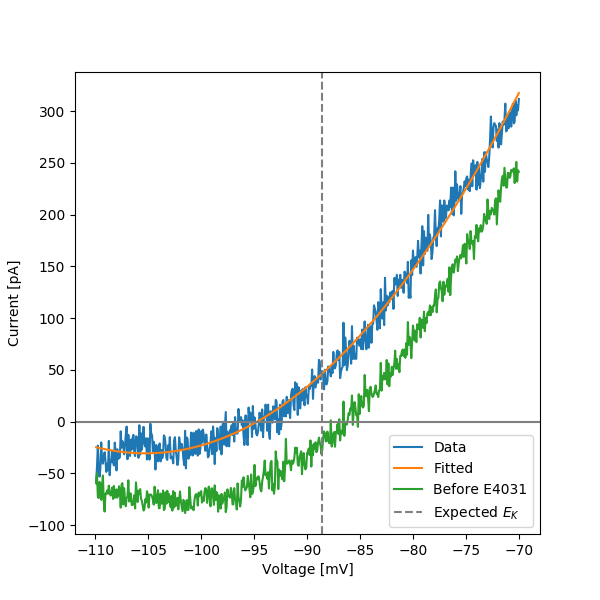 Current [pA]
300
250
200
150
100
50
0
−50
−100
−110 −105 −100 −95 −90 −85 −80 −75 −70
Voltage [mV]
Data
Fitted
Before E4031
Expected E_K